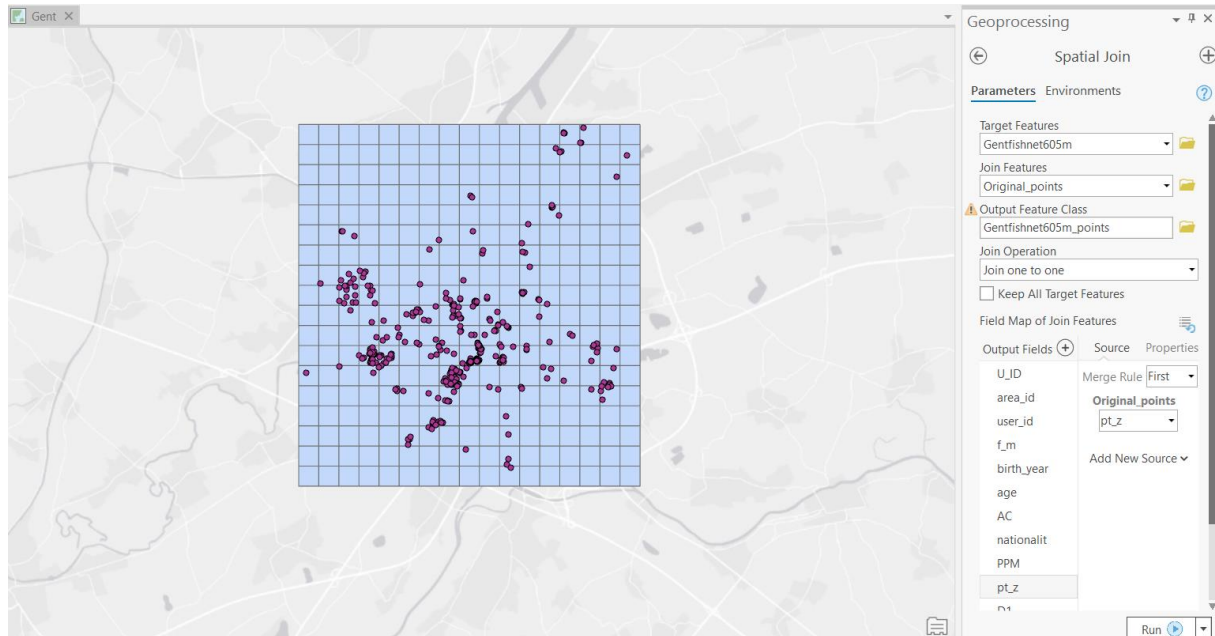 Gent
Geoprocessing
Spatial Join
Parameters Environments
Target Features
Gentfishnet605m
Join Features
Original_points
Output Feature Class
Gentfishnet605m_points
Join Operation
Join one to one
Keep All Target Features
Field Map of Join Features
Output Fields Source Properties
U_ID
Merge Rule First
area_id
Original_points
user_id
pt_z
f_m
Add New Source
birth_year
age
AC
nationalit
PPM
pt_z
D1
Run